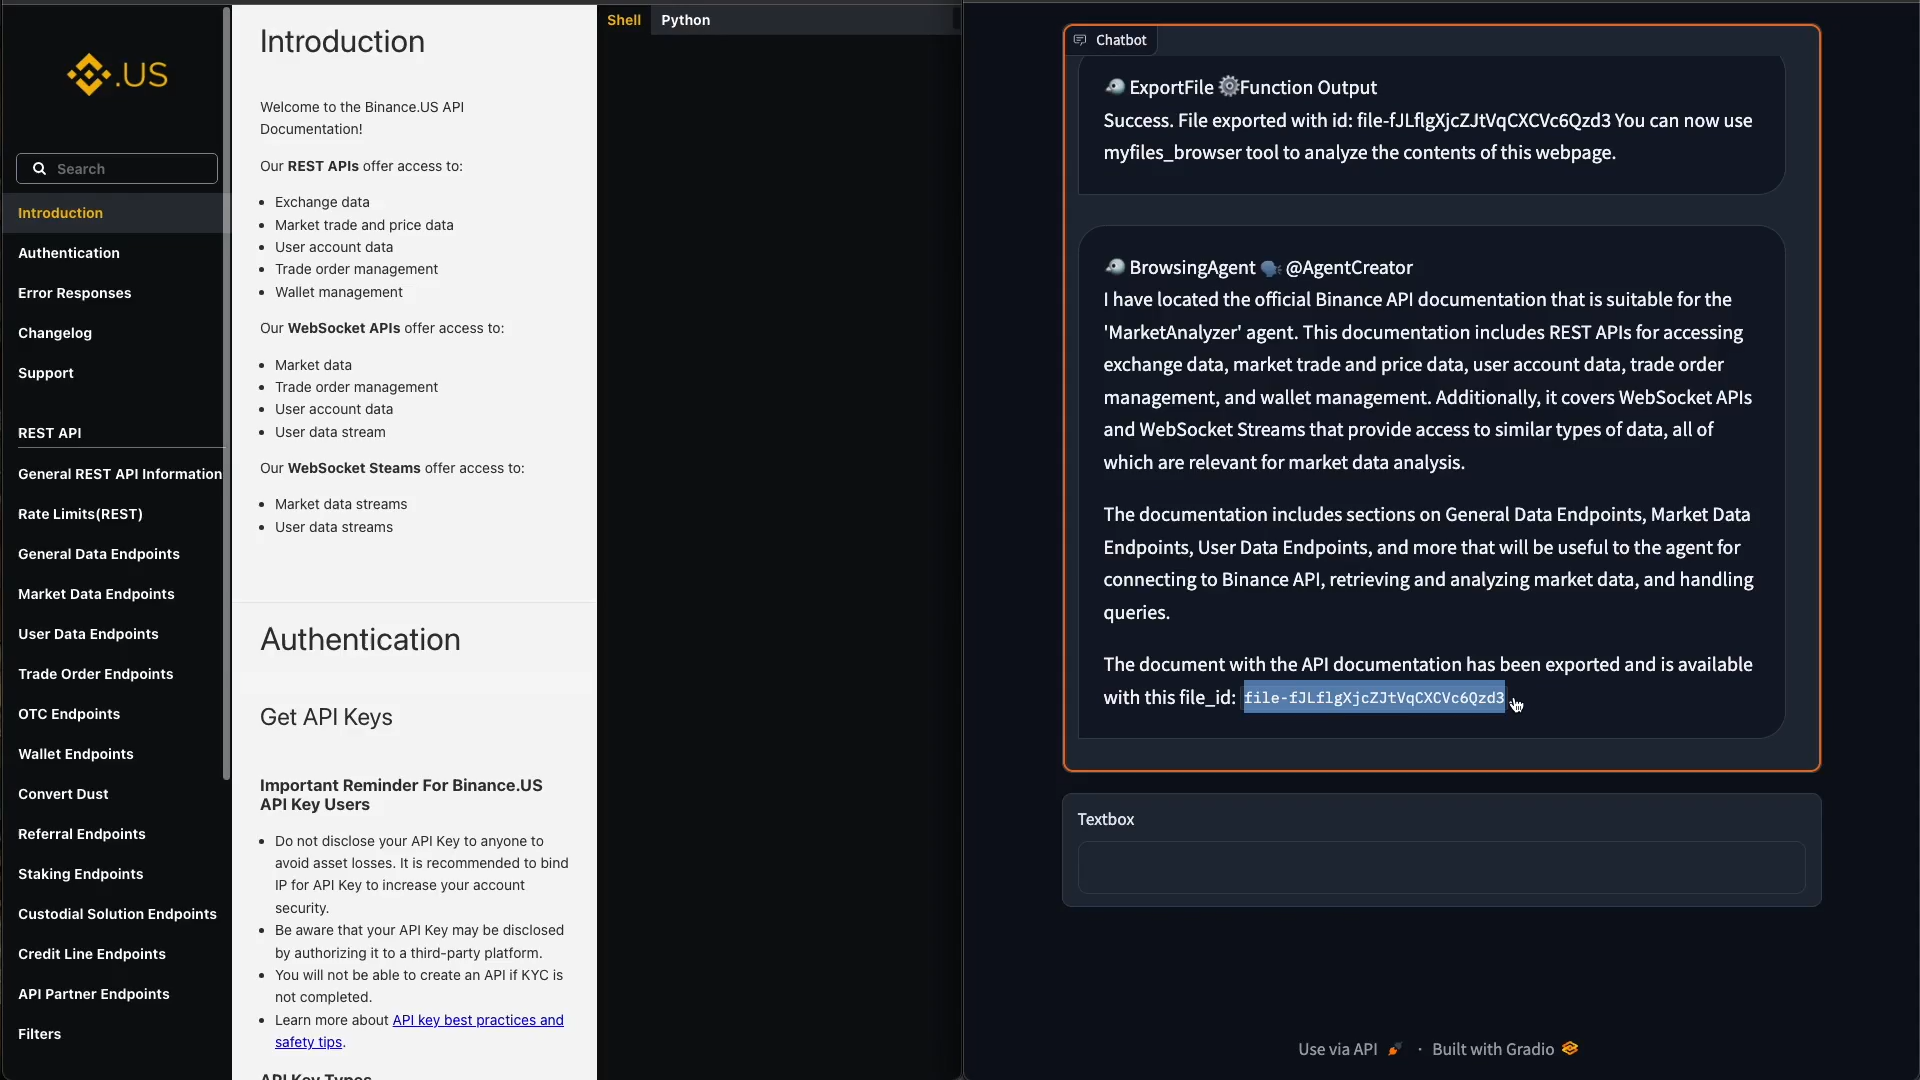 .US
Search
Introduction
Authentication
Error Responses
Changelog
Support
REST API
General REST API Information
Rate Limits(REST)
General Data Endpoints
Market Data Endpoints
User Data Endpoints
Trade Order Endpoints
OTC Endpoints
Wallet Endpoints
Convert Dust
Referral Endpoints
Staking Endpoints
Custodial Solution Endpoints
Credit Line Endpoints
API Partner Endpoints
Filters
Introduction
Welcome to the Binance.US API
Documentation!
Our REST APIs offer access to:
• Exchange data
• Market trade and price data
• User account data
• Trade order management
• Wallet management
Our WebSocket APIs offer access to:
• Market data
• Trade order management
• User account data
• User data stream
Our WebSocket Steams offer access to:
• Market data streams
• User data streams
Authentication
Get API Keys
Important Reminder For Binance.US
API Key Users
• Do not disclose your API Key to anyone to
avoid asset losses. It is recommended to bind
IP for API Key to increase your account
security.
• Be aware that your API Key may be disclosed
by authorizing it to a third-party platform.
• You will not be able to create an API if KYC is
not completed.
• Learn more about API key best practices and
safety tips.
API Key Types
Shell Python
Chatbot
ExportFile Function Output
Success. File exported with id: file-fJLflgXjcZJtVqCXCVc6Qzd3 You can now use
myfiles_browser tool to analyze the contents of this webpage.
BrowsingAgent @AgentCreator
I have located the official Binance API documentation that is suitable for the
'MarketAnalyzer' agent. This documentation includes REST APIs for accessing
exchange data, market trade and price data, user account data, trade order
management, and wallet management. Additionally, it covers WebSocket APIs
and WebSocket Streams that provide access to similar types of data, all of
which are relevant for market data analysis.
The documentation includes sections on General Data Endpoints, Market Data
Endpoints, User Data Endpoints, and more that will be useful to the agent for
connecting to Binance API, retrieving and analyzing market data, and handling
queries.
The document with the API documentation has been exported and is available
with this file_id: file-fJLflgXjcZJtVqCXCVc6Qzd3
Textbox
Use via API · Built with Gradio